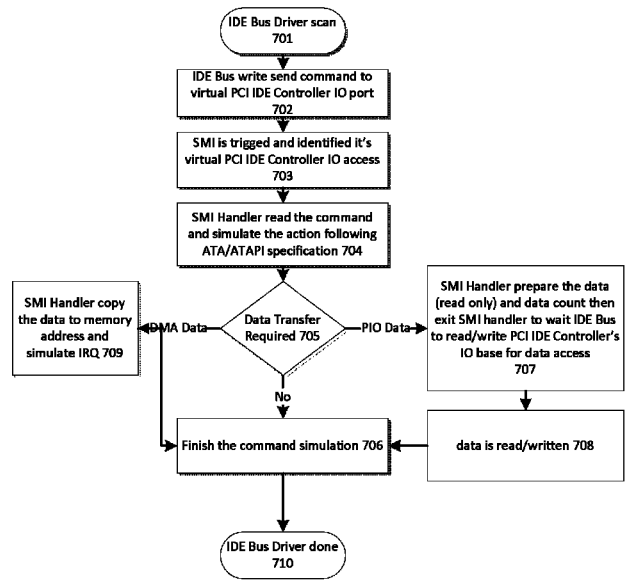 IDE Bus Driver scan
701
IDE Bus write send command to
virtual PCI IDE Controller IO port
702
SMI is trigged and identified it's
virtual PCI IDE Controller IO access
703
SMI Handler read the command
and simulate the action following
ATA/ATAPI specification 704
SMI Handler copy
the data to memory
address and
simulate IRQ 709
DMA Data
Data Transfer
Required 705
PIO Data
SMI Handler prepare the data
(read only) and data count then
exit SMI handler to wait IDE Bus
to read/write PCI IDE Controller's
IO base for data access
707
No
Finish the command simulation 706
data is read/written 708
IDE Bus Driver done
710